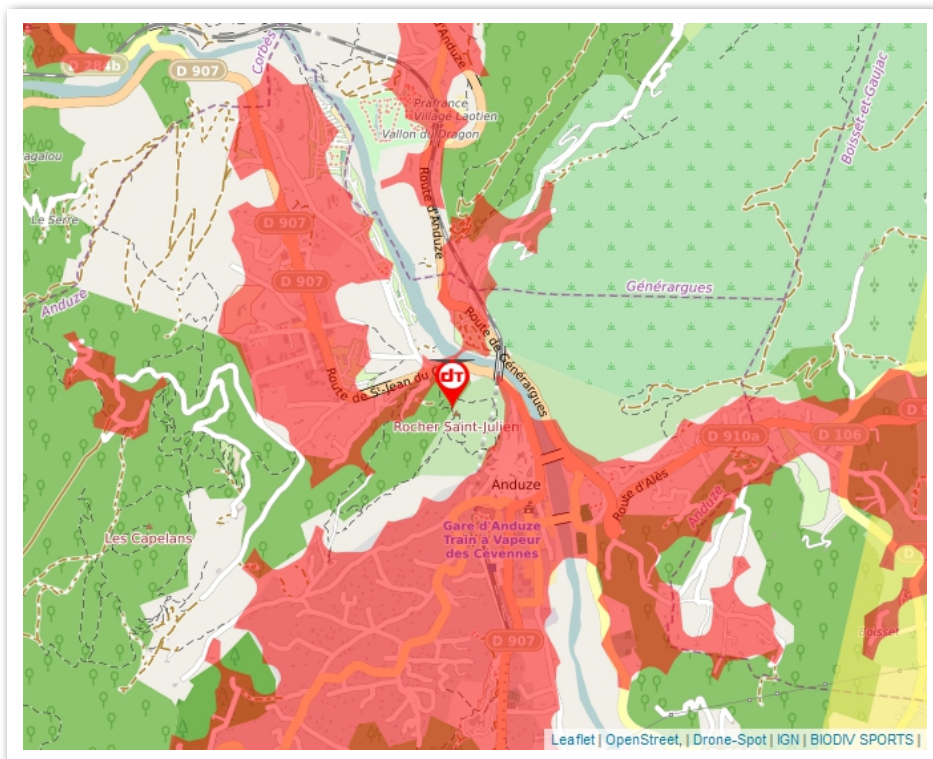 d'Anduze
D 284b
D 907
Corbès
Prafrance
Village Laotien
Vallon du Dragon
Boisset-et-Gaujac
Le Serre
Route d'Anduze
D 907
D 907
Générargues
Anduze
Route de Générargues
dT
Route de St-Jean du G
Rocher Saint-Julien
D 910a
D 106
Anduze
Route d'Alès
Anduze
Gare d'Anduze
Train à Vapeur
des Cévennes
Les Capelans
D 907
Boisset
Leaflet | OpenStreet, | Drone-Spot | IGN | BIODIV SPORTS |